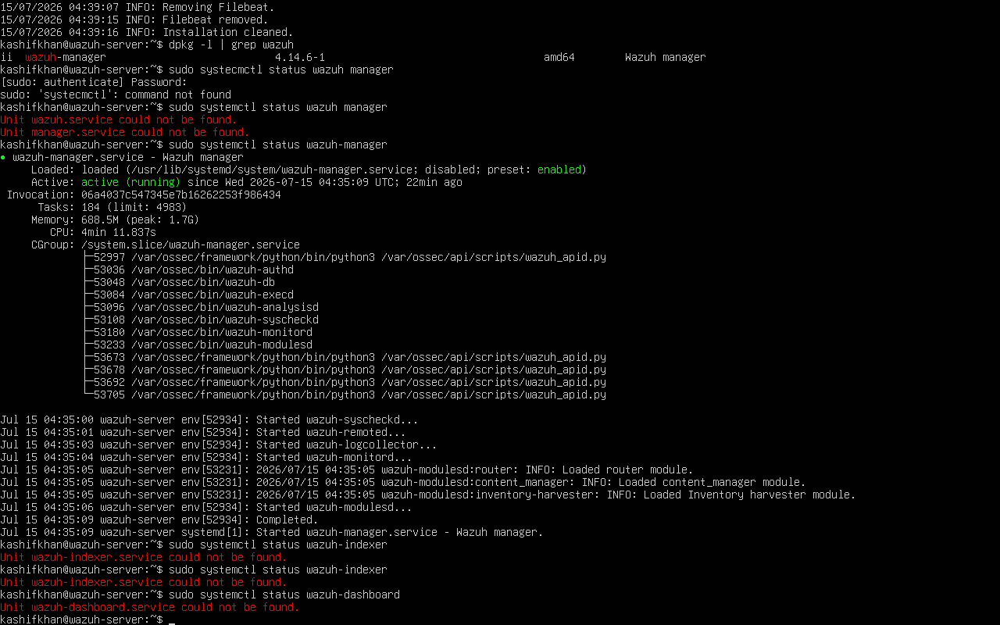 15/07/2026 04:39:07 INFO: Removing Filebeat.
15/07/2026 04:39:15 INFO: Filebeat removed.
15/07/2026 04:39:16 INFO: Installation cleaned.
kashifkhan@wazuh-server:~$ dpkg -l | grep wazuh
ii  wazuh-manager                           4.14.6-1                                   amd64        Wazuh manager
kashifkhan@wazuh-server:~$ sudo systecmctl status wazuh manager
[sudo: authenticate] Password:
sudo: 'systecmctl': command not found
kashifkhan@wazuh-server:~$ sudo systemctl status wazuh manager
Unit wazuh.service could not be found.
Unit manager.service could not be found.
kashifkhan@wazuh-server:~$ sudo systemctl status wazuh-manager
● wazuh-manager.service - Wazuh manager
     Loaded: loaded (/usr/lib/systemd/system/wazuh-manager.service; disabled; preset: enabled)
     Active: active (running) since Wed 2026-07-15 04:35:09 UTC; 22min ago
 Invocation: 06a4037c547345e7b16262253f986434
      Tasks: 184 (limit: 4983)
     Memory: 688.5M (peak: 1.7G)
        CPU: 4min 11.837s
     CGroup: /system.slice/wazuh-manager.service
             ├─52997 /var/ossec/framework/python/bin/python3 /var/ossec/api/scripts/wazuh_apid.py
             ├─53036 /var/ossec/bin/wazuh-authd
             ├─53048 /var/ossec/bin/wazuh-db
             ├─53084 /var/ossec/bin/wazuh-execd
             ├─53096 /var/ossec/bin/wazuh-analysisd
             ├─53108 /var/ossec/bin/wazuh-syscheckd
             ├─53180 /var/ossec/bin/wazuh-monitord
             ├─53233 /var/ossec/bin/wazuh-modulesd
             ├─53673 /var/ossec/framework/python/bin/python3 /var/ossec/api/scripts/wazuh_apid.py
             ├─53678 /var/ossec/framework/python/bin/python3 /var/ossec/api/scripts/wazuh_apid.py
             ├─53692 /var/ossec/framework/python/bin/python3 /var/ossec/api/scripts/wazuh_apid.py
             └─53705 /var/ossec/framework/python/bin/python3 /var/ossec/api/scripts/wazuh_apid.py

Jul 15 04:35:00 wazuh-server env[52934]: Started wazuh-syscheckd...
Jul 15 04:35:01 wazuh-server env[52934]: Started wazuh-remoted...
Jul 15 04:35:03 wazuh-server env[52934]: Started wazuh-logcollector...
Jul 15 04:35:04 wazuh-server env[52934]: Started wazuh-monitord...
Jul 15 04:35:05 wazuh-server env[53231]: 2026/07/15 04:35:05 wazuh-modulesd:router: INFO: Loaded router module.
Jul 15 04:35:05 wazuh-server env[53231]: 2026/07/15 04:35:05 wazuh-modulesd:content_manager: INFO: Loaded content_manager module.
Jul 15 04:35:05 wazuh-server env[53231]: 2026/07/15 04:35:05 wazuh-modulesd:inventory-harvester: INFO: Loaded Inventory harvester module.
Jul 15 04:35:06 wazuh-server env[52934]: Started wazuh-modulesd...
Jul 15 04:35:09 wazuh-server env[52934]: Completed.
Jul 15 04:35:09 wazuh-server systemd[1]: Started wazuh-manager.service - Wazuh manager.
kashifkhan@wazuh-server:~$ sudo systemctl status wazuh-indexer
Unit wazuh-indexer.service could not be found.
kashifkhan@wazuh-server:~$ sudo systemctl status wazuh-indexer
Unit wazuh-indexer.service could not be found.
kashifkhan@wazuh-server:~$ sudo systemctl status wazuh-dashboard
Unit wazuh-dashboard.service could not be found.
kashifkhan@wazuh-server:~$ _